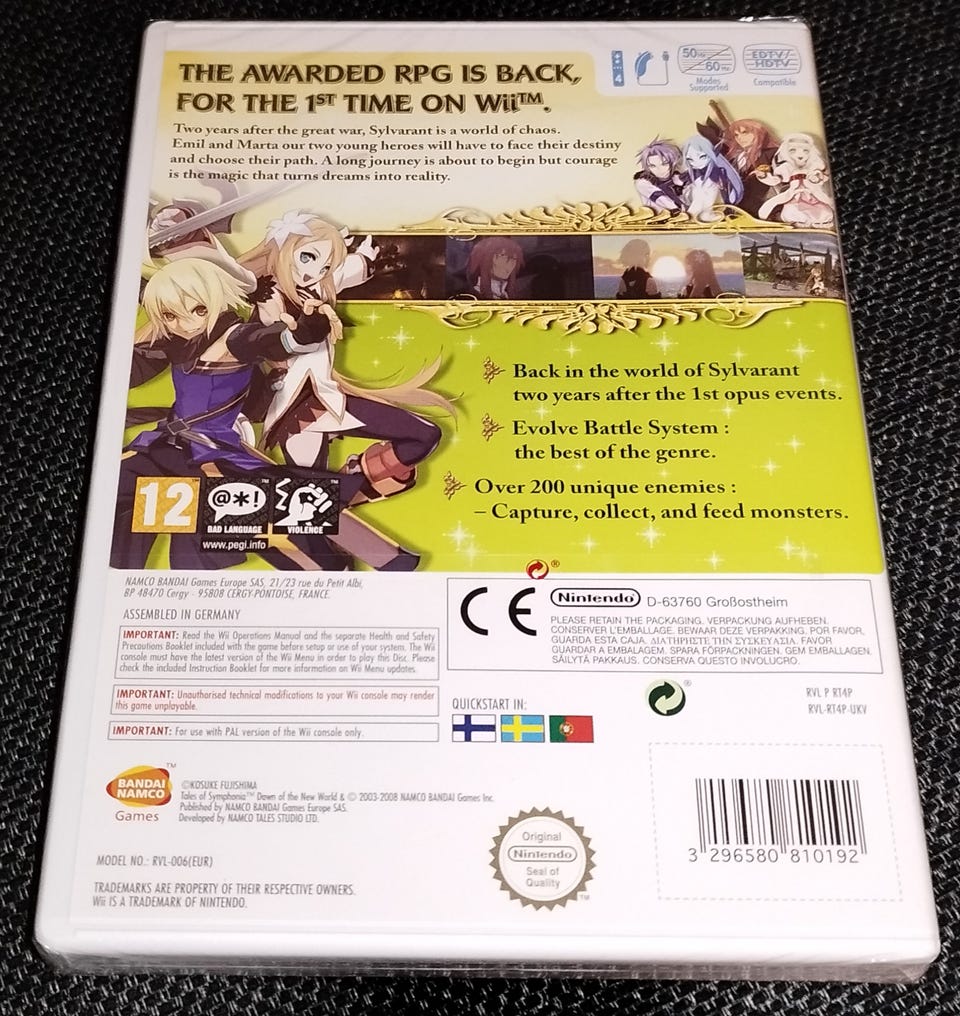 THE AWARDED RPG IS BACK,
FOR THE 1ST TIME ON Wii™.
4
50Hz
60Hz
Modes
Supported
EDTV/
HDTV
Compatible
Two years after the great war, Sylvarant is a world of chaos.
Emil and Marta our two young heroes will have to face their destiny
and choose their path. A long journey is about to begin but courage
is the magic that turns dreams into reality.
Back in the world of Sylvarant
two years after the 1st opus events.
Evolve Battle System :
the best of the genre.
Over 200 unique enemies :
– Capture, collect, and feed monsters.
12
@*!
BAD LANGUAGE
VIOLENCE
www.pegi.info
NAMCO BANDAI Games Europe SAS, 21/23 rue du Petit Albi,
BP 48470 Cergy - 95808 CERGY-PONTOISE, FRANCE.
ASSEMBLED IN GERMANY
IMPORTANT: Read the Wii Operations Manual and the separate Health and Safety
Precautions Booklet included with the game before setup or use of your system. The Wii
console must have the latest version of the Wii Menu in order to play this Disc. Please
check the included Instruction Booklet for more information on Wii Menu updates.
IMPORTANT: Unauthorised technical modifications to your Wii console may render
this game unplayable.
IMPORTANT: For use with PAL version of the Wii console only.
CE
Nintendo D-63760 Großostheim
PLEASE RETAIN THE PACKAGING. VERPACKUNG AUFHEBEN.
CONSERVER L'EMBALLAGE. BEWAAR DEZE VERPAKKING. POR FAVOR,
GUARDA ESTA CAJA. ΔΙΑΤΗΡΗΣΤΕ ΤΗΝ ΣΥΣΚΕΥΑΣΙΑ. FAVOR
GUARDAR A EMBALAGEM. SPARA FÖRPACKNINGEN. GEM EMBALLAGEN.
SÄILYTÄ PAKKAUS. CONSERVA QUESTO INVOLUCRO.
QUICKSTART IN:
RVL P RT4P
RVL-RT4P-UKV
BANDAI
NAMCO
Games
™
©KOSUKE FUJISHIMA
Tales of Symphonia™ Dawn of the New World & © 2003-2008 NAMCO BANDAI Games Inc.
Published by NAMCO BANDAI Games Europe SAS.
Developed by NAMCO TALES STUDIO LTD.
MODEL NO.: RVL-006(EUR)
TRADEMARKS ARE PROPERTY OF THEIR RESPECTIVE OWNERS.
Wii IS A TRADEMARK OF NINTENDO.
Original
Nintendo
Seal of
Quality
™
3 296580 810192